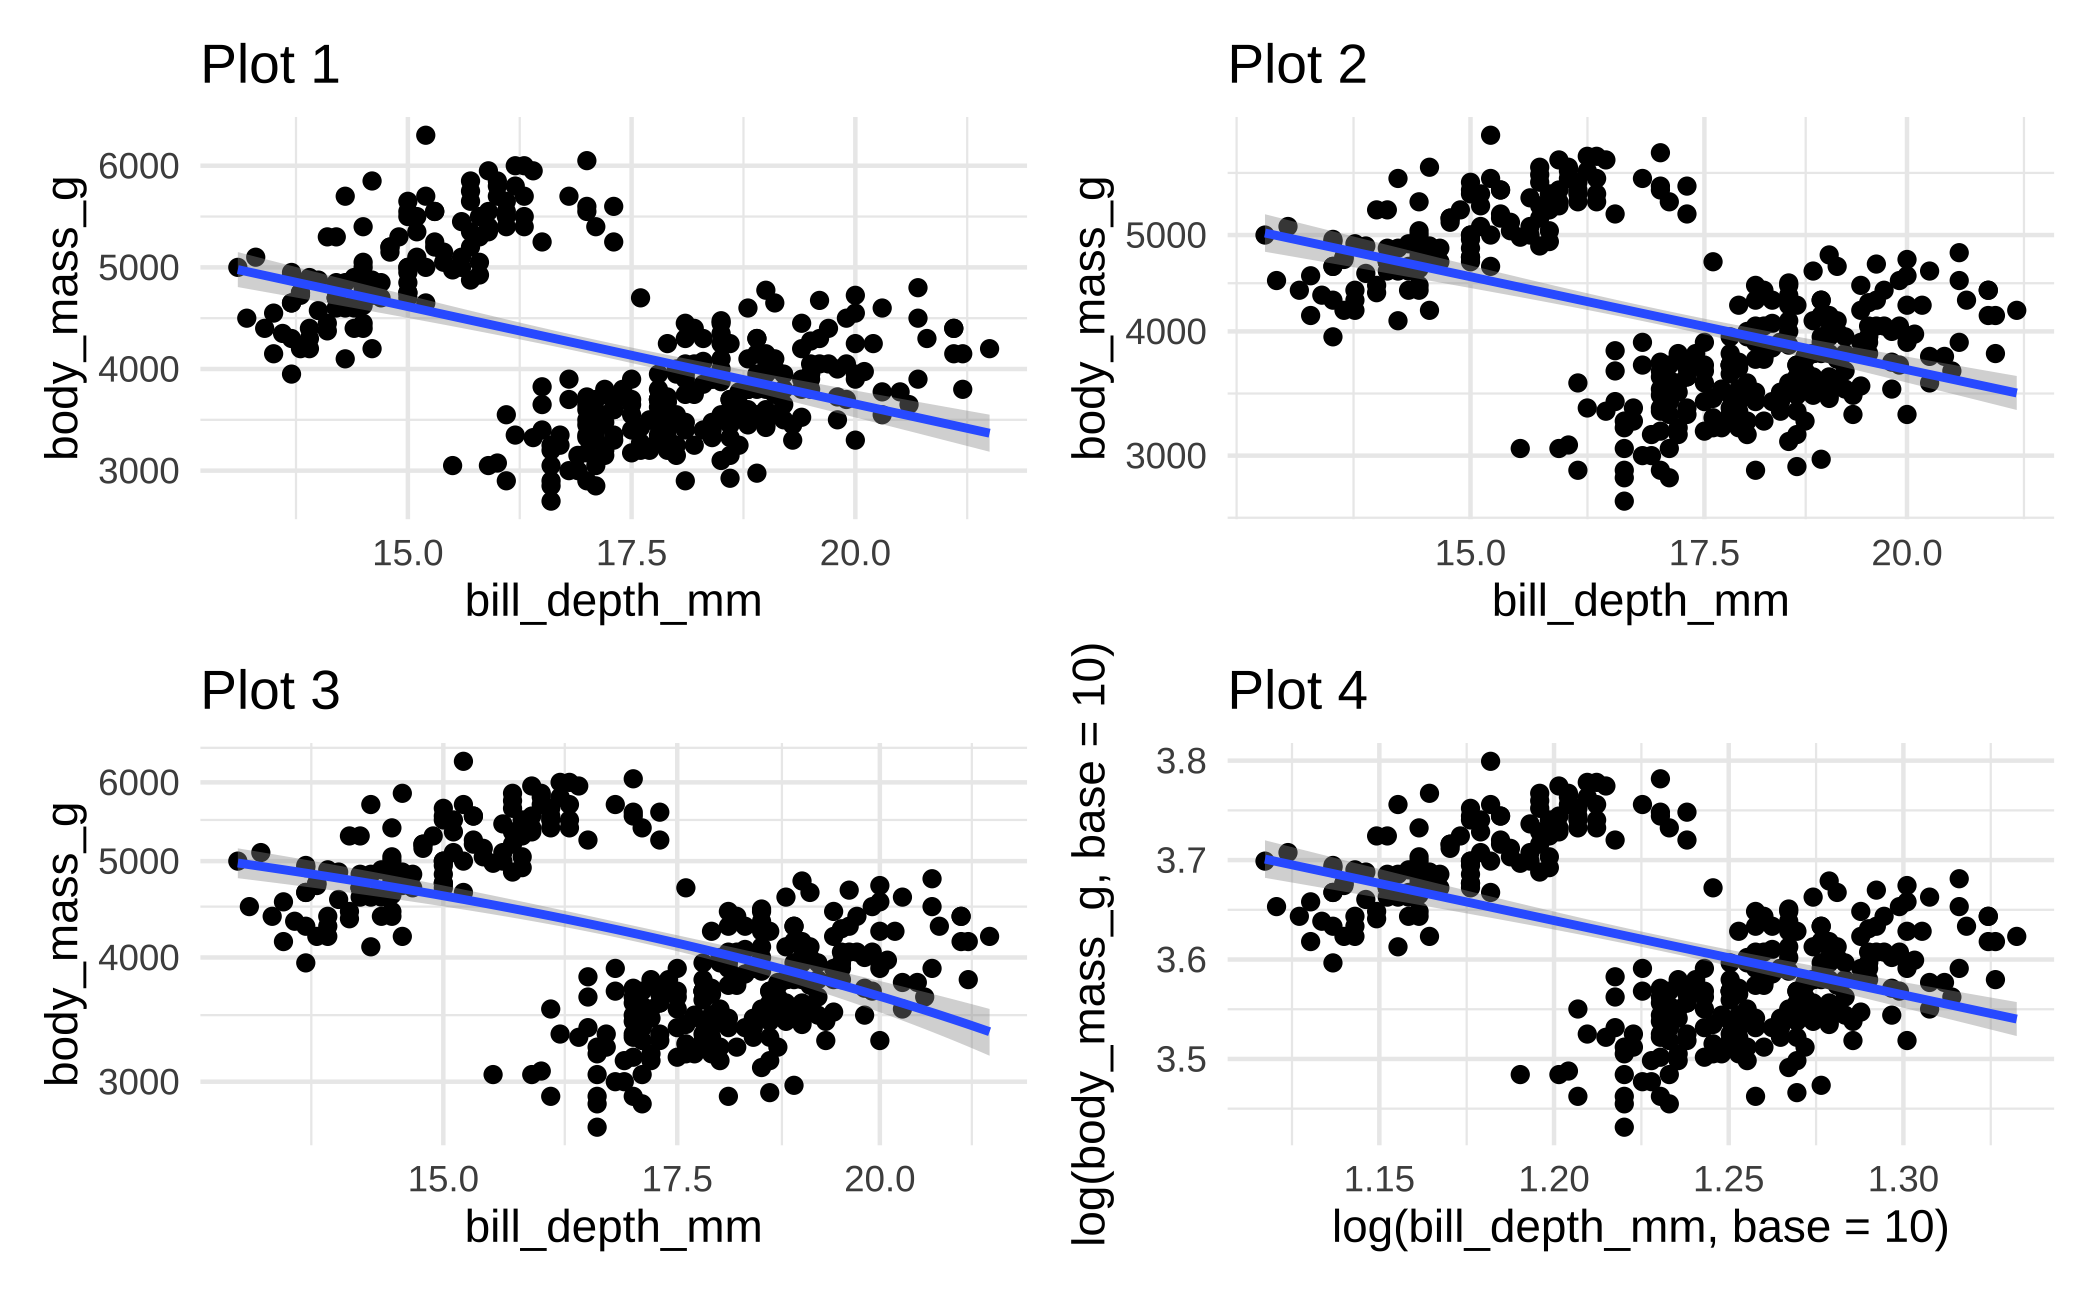 Plot 1
body_mass_g
6000
5000
4000
3000
15.0 17.5 20.0
bill_depth_mm
Plot 2
body_mass_g
5000
4000
3000
15.0 17.5 20.0
bill_depth_mm
Plot 3
body_mass_g
6000
5000
4000
3000
15.0 17.5 20.0
bill_depth_mm
Plot 4
log(body_mass_g, base = 10)
3.8
3.7
3.6
3.5
1.15 1.20 1.25 1.30
log(bill_depth_mm, base = 10)